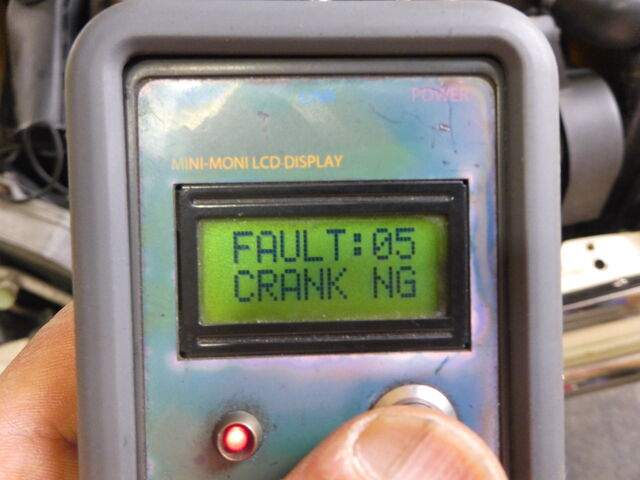 POWER
MINI-MONI LCD DISPLAY
FAULT:05
CRANK NG